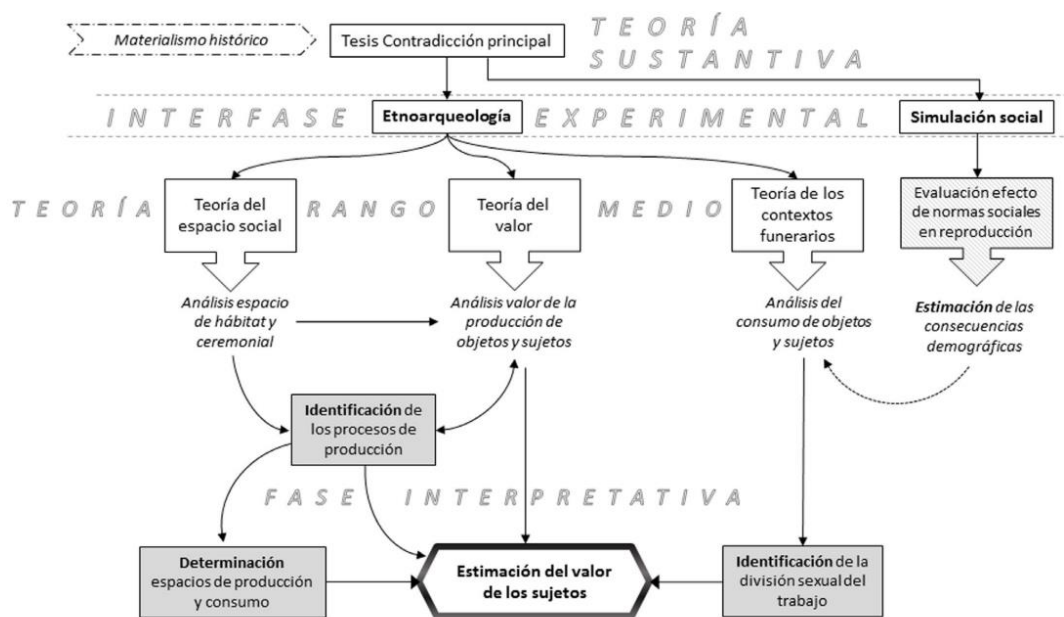 Materialismo histórico
Tesis Contradicción principal
TEORÍA
SUSTANTIVA
INTERFASE
Etnoarqueología
EXPERIMENTAL
Simulación social
TEORÍA
Teoría del
espacio social
RANGO
Teoría del
valor
MEDIO
Teoría de los
contextos
funerarios
Evaluación efecto
de normas sociales
en reproducción
Análisis espacio
de hábitat y
ceremonial
Análisis valor de la
producción de
objetos y sujetos
Análisis del
consumo de objetos
y sujetos
Estimación de las
consecuencias
demográficas
Identificación de
los procesos de
producción
FASE INTERPRETATIVA
Determinación
espacios de producción
y consumo
Estimación del valor
de los sujetos
Identificación de la
división sexual del
trabajo